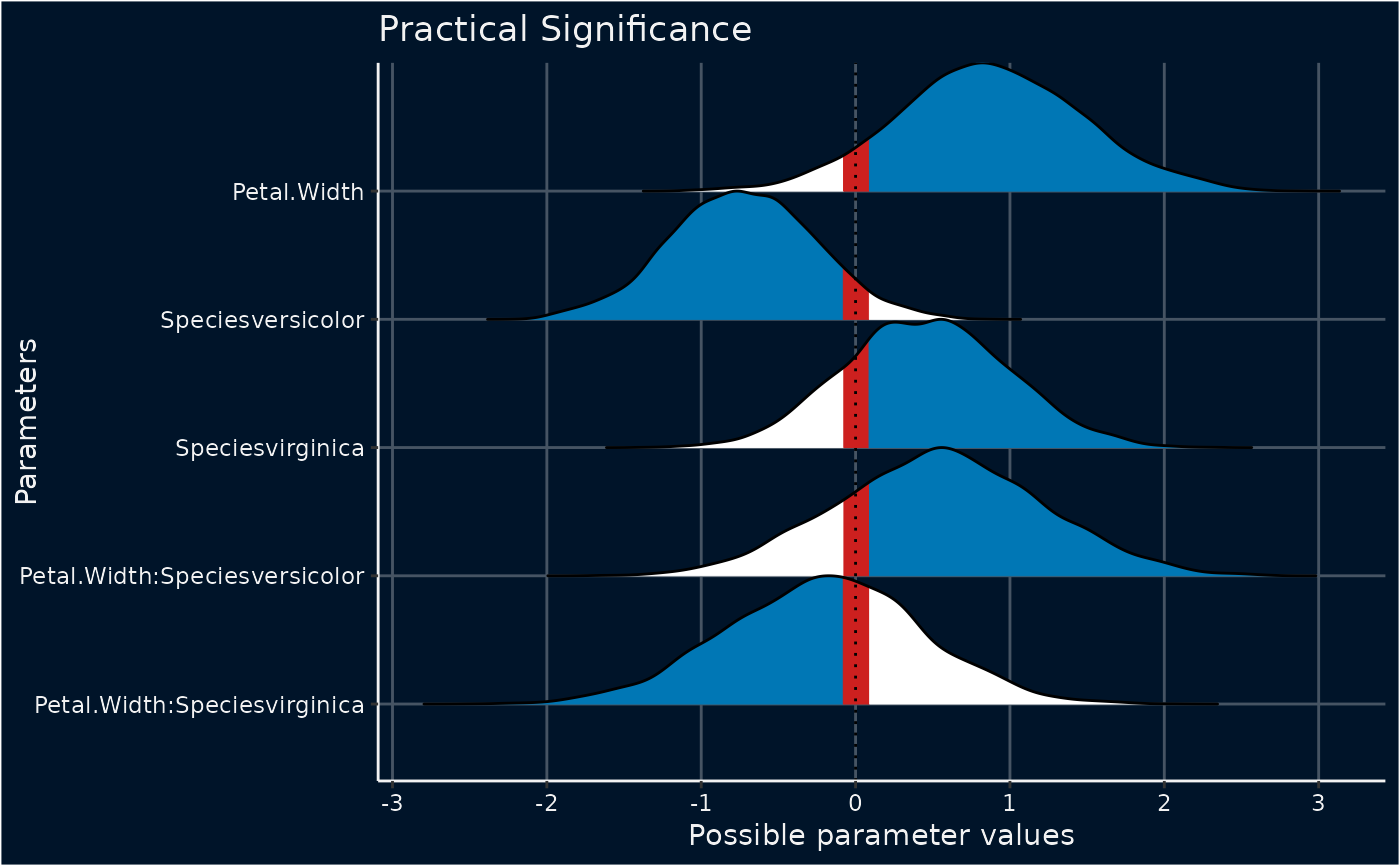 Practical Significance
Parameters
Petal.Width
Speciesversicolor
Speciesvirginica
Petal.Width:Speciesversicolor
Petal.Width:Speciesvirginica
-3 -2 -1 0 1 2 3
Possible parameter values